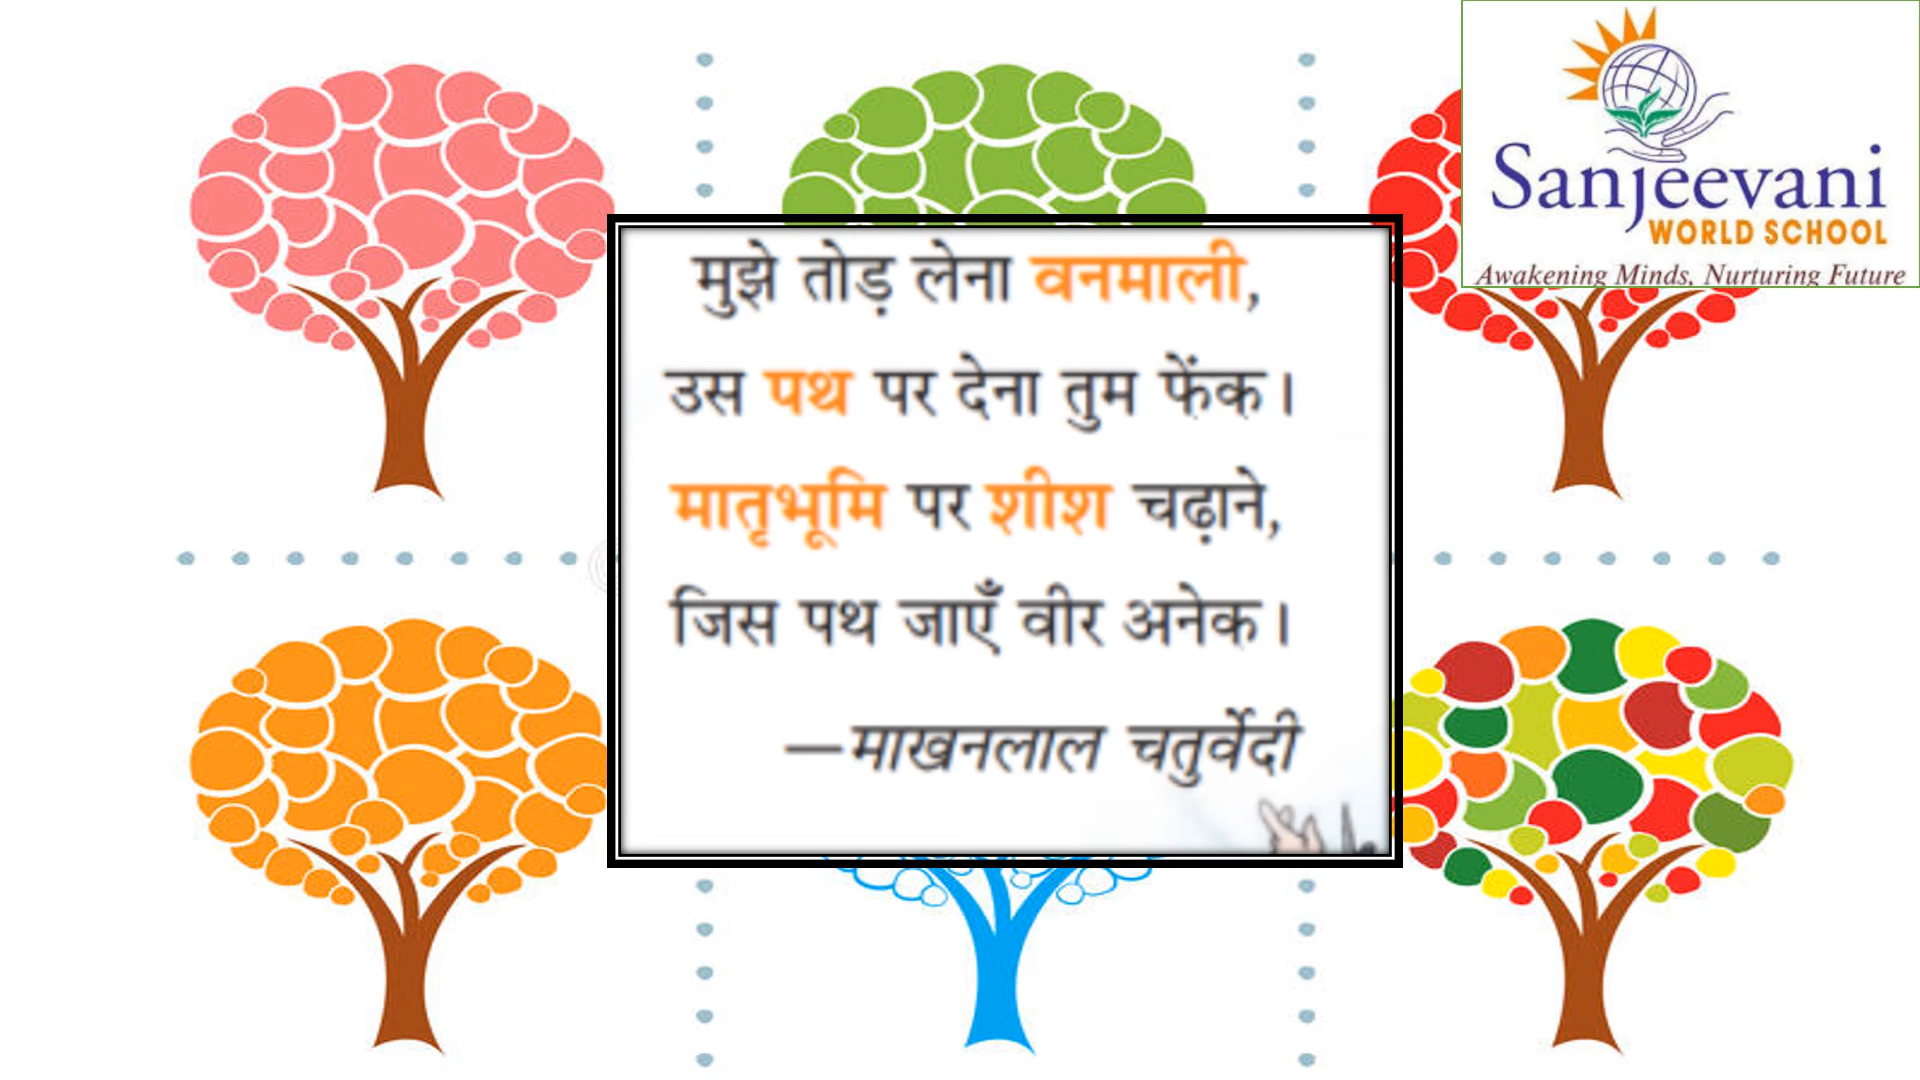 Sanjeevani
WORLD SCHOOL
Awakening Minds, Nurturing Future
मुझे तोड़ लेना वनमाली,
उस पथ पर देना तुम फेंक।
मातृभूमि पर शीश चढ़ाने,
जिस पथ जाएँ वीर अनेक।
—माखनलाल चतुर्वेदी